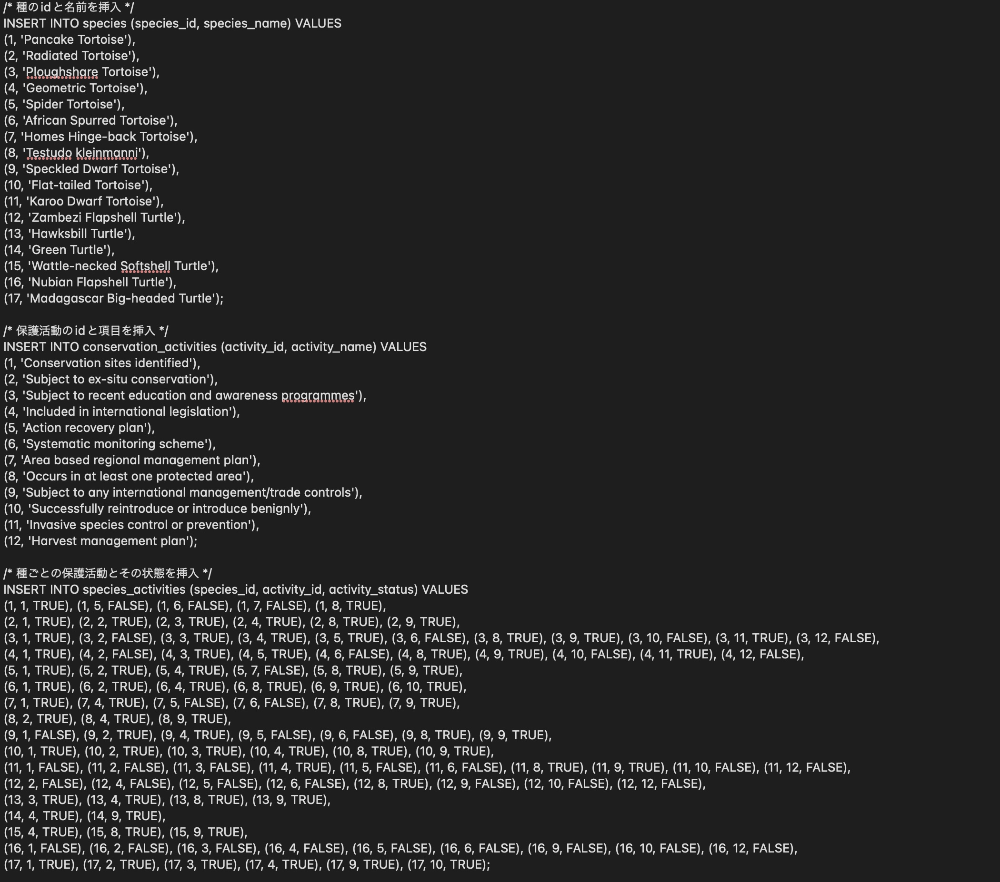 /* 種のidと名前を挿入 */
INSERT INTO species (species_id, species_name) VALUES
(1, 'Pancake Tortoise'),
(2, 'Radiated Tortoise'),
(3, 'Ploughshare Tortoise'),
(4, 'Geometric Tortoise'),
(5, 'Spider Tortoise'),
(6, 'African Spurred Tortoise'),
(7, 'Homes Hinge-back Tortoise'),
(8, 'Testudo kleinmanni'),
(9, 'Speckled Dwarf Tortoise'),
(10, 'Flat-tailed Tortoise'),
(11, 'Karoo Dwarf Tortoise'),
(12, 'Zambezi Flapshell Turtle'),
(13, 'Hawksbill Turtle'),
(14, 'Green Turtle'),
(15, 'Wattle-necked Softshell Turtle'),
(16, 'Nubian Flapshell Turtle'),
(17, 'Madagascar Big-headed Turtle');
/* 保護活動のidと項目を挿入 */
INSERT INTO conservation_activities (activity_id, activity_name) VALUES
(1, 'Conservation sites identified'),
(2, 'Subject to ex-situ conservation'),
(3, 'Subject to recent education and awareness programmes'),
(4, 'Included in international legislation'),
(5, 'Action recovery plan'),
(6, 'Systematic monitoring scheme'),
(7, 'Area based regional management plan'),
(8, 'Occurs in at least one protected area'),
(9, 'Subject to any international management/trade controls'),
(10, 'Successfully reintroduce or introduce benignly'),
(11, 'Invasive species control or prevention'),
(12, 'Harvest management plan');
/* 種ごとの保護活動とその状態を挿入 */
INSERT INTO species_activities (species_id, activity_id, activity_status) VALUES
(1, 1, TRUE), (1, 5, FALSE), (1, 6, FALSE), (1, 7, FALSE), (1, 8, TRUE),
(2, 1, TRUE), (2, 2, TRUE), (2, 3, TRUE), (2, 4, TRUE), (2, 8, TRUE), (2, 9, TRUE),
(3, 1, TRUE), (3, 2, FALSE), (3, 3, TRUE), (3, 4, TRUE), (3, 5, TRUE), (3, 6, FALSE), (3, 8, TRUE), (3, 9, TRUE), (3, 10, FALSE), (3, 11, TRUE), (3, 12, FALSE),
(4, 1, TRUE), (4, 2, FALSE), (4, 3, TRUE), (4, 5, TRUE), (4, 6, FALSE), (4, 8, TRUE), (4, 9, TRUE), (4, 10, FALSE), (4, 11, TRUE), (4, 12, FALSE),
(5, 1, TRUE), (5, 2, TRUE), (5, 4, TRUE), (5, 7, FALSE), (5, 8, TRUE), (5, 9, TRUE),
(6, 1, TRUE), (6, 2, TRUE), (6, 4, TRUE), (6, 8, TRUE), (6, 9, TRUE), (6, 10, TRUE),
(7, 1, TRUE), (7, 4, TRUE), (7, 5, FALSE), (7, 6, FALSE), (7, 8, TRUE), (7, 9, TRUE),
(8, 2, TRUE), (8, 4, TRUE), (8, 9, TRUE),
(9, 1, FALSE), (9, 2, TRUE), (9, 4, TRUE), (9, 5, FALSE), (9, 6, FALSE), (9, 8, TRUE), (9, 9, TRUE),
(10, 1, TRUE), (10, 2, TRUE), (10, 3, TRUE), (10, 4, TRUE), (10, 8, TRUE), (10, 9, TRUE),
(11, 1, FALSE), (11, 2, FALSE), (11, 3, FALSE), (11, 4, TRUE), (11, 5, FALSE), (11, 6, FALSE), (11, 8, TRUE), (11, 9, TRUE), (11, 10, FALSE), (11, 12, FALSE),
(12, 2, FALSE), (12, 4, FALSE), (12, 5, FALSE), (12, 6, FALSE), (12, 8, TRUE), (12, 9, FALSE), (12, 10, FALSE), (12, 12, FALSE),
(13, 3, TRUE), (13, 4, TRUE), (13, 8, TRUE), (13, 9, TRUE),
(14, 4, TRUE), (14, 9, TRUE),
(15, 4, TRUE), (15, 8, TRUE), (15, 9, TRUE),
(16, 1, FALSE), (16, 2, FALSE), (16, 3, FALSE), (16, 4, FALSE), (16, 5, FALSE), (16, 6, FALSE), (16, 9, FALSE), (16, 10, FALSE), (16, 12, FALSE),
(17, 1, TRUE), (17, 2, TRUE), (17, 3, TRUE), (17, 4, TRUE), (17, 9, TRUE), (17, 10, TRUE);